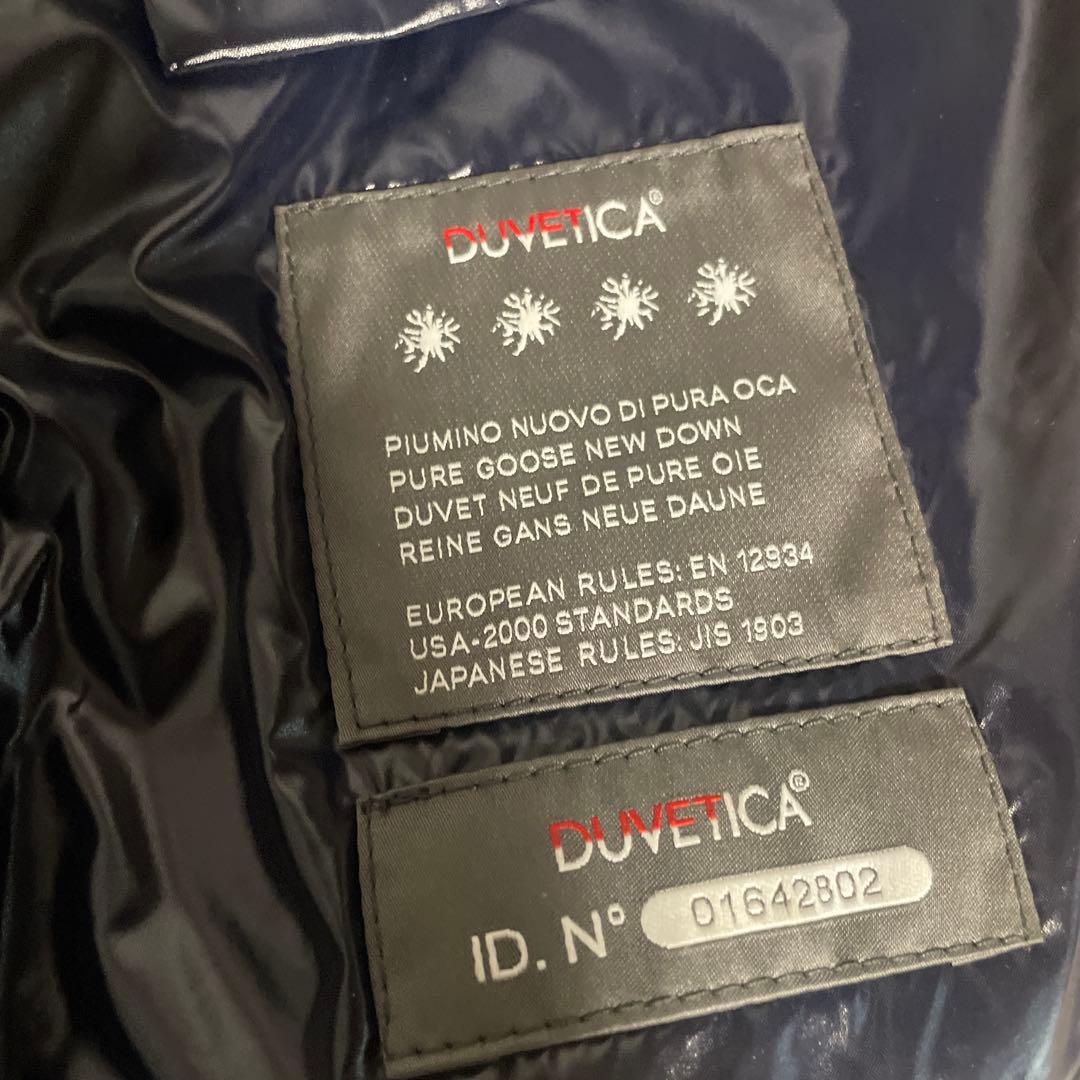 DUVETICA®
PIUMINO NUOVO DI PURA OCA
PURE GOOSE NEW DOWN
DUVET NEUF DE PURE OIE
REINE GANS NEUE DAUNE
EUROPEAN RULES: EN 12934
USA-2000 STANDARDS
JAPANESE RULES: JIS 1903
DUVETICA®
ID. N° 01642802